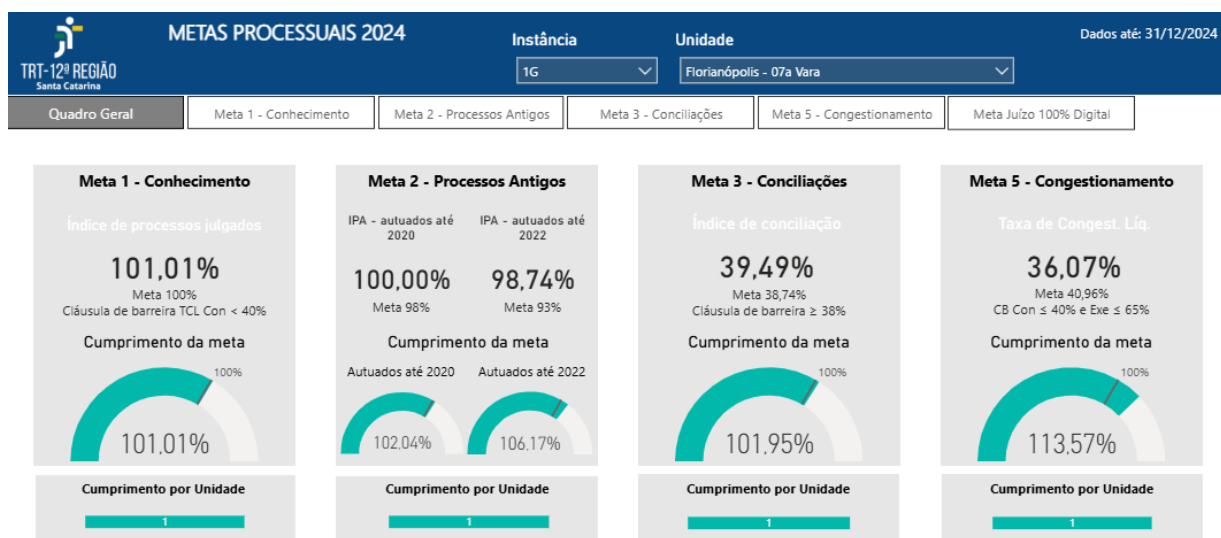 METAS PROCESSUAIS 2024
Instância
Unidade
Dados até: 31/12/2024
TRT-12ª REGIÃO
Santa Catarina
1G
Florianópolis - 07a Vara
Quadro Geral
Meta 1 - Conhecimento
Meta 2 - Processos Antigos
Meta 3 - Conciliações
Meta 5 - Congestionamento
Meta Juízo 100% Digital
Meta 1 - Conhecimento
Índice de processos julgados
101,01%
Meta 100%
Cláusula de barreira TCL Con < 40%
Cumprimento da meta
100%
101,01%
Cumprimento por Unidade
1
Meta 2 - Processos Antigos
IPA - autuados até
2020
IPA - autuados até
2022
100,00%
98,74%
Meta 98%
Meta 93%
Cumprimento da meta
Autuados até 2020
Autuados até 2022
102,04%
106,17%
Cumprimento por Unidade
1
Meta 3 - Conciliações
Índice de conciliação
39,49%
Meta 38,74%
Cláusula de barreira ≥ 38%
Cumprimento da meta
100%
101,95%
Cumprimento por Unidade
1
Meta 5 - Congestionamento
Taxa de Congest. Líq.
36,07%
Meta 40,96%
CB Con ≤ 40% e Exe ≤ 65%
Cumprimento da meta
100%
113,57%
Cumprimento por Unidade
1